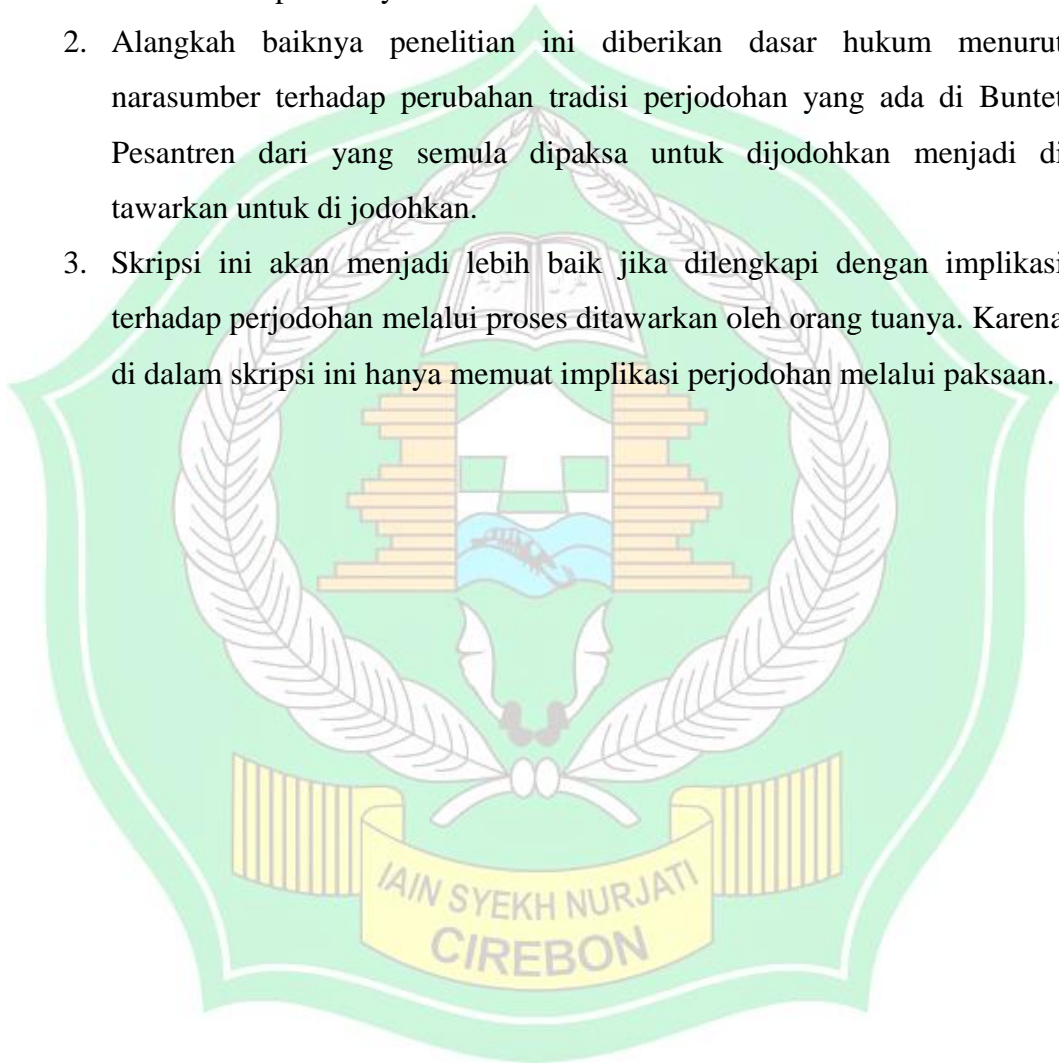 2. Alangkah baiknya penelitian ini diberikan dasar hukum menurut
narasumber terhadap perubahan tradisi perjodohan yang ada di Buntet
Pesantren dari yang semula dipaksa untuk dijodohkan menjadi di
tawarkan untuk di jodohkan.
3. Skripsi ini akan menjadi lebih baik jika dilengkapi dengan implikasi
terhadap perjodohan melalui proses ditawarkan oleh orang tuanya. Karena
di dalam skripsi ini hanya memuat implikasi perjodohan melalui paksaan.
IAIN SYEKH NURJATI
CIREBON